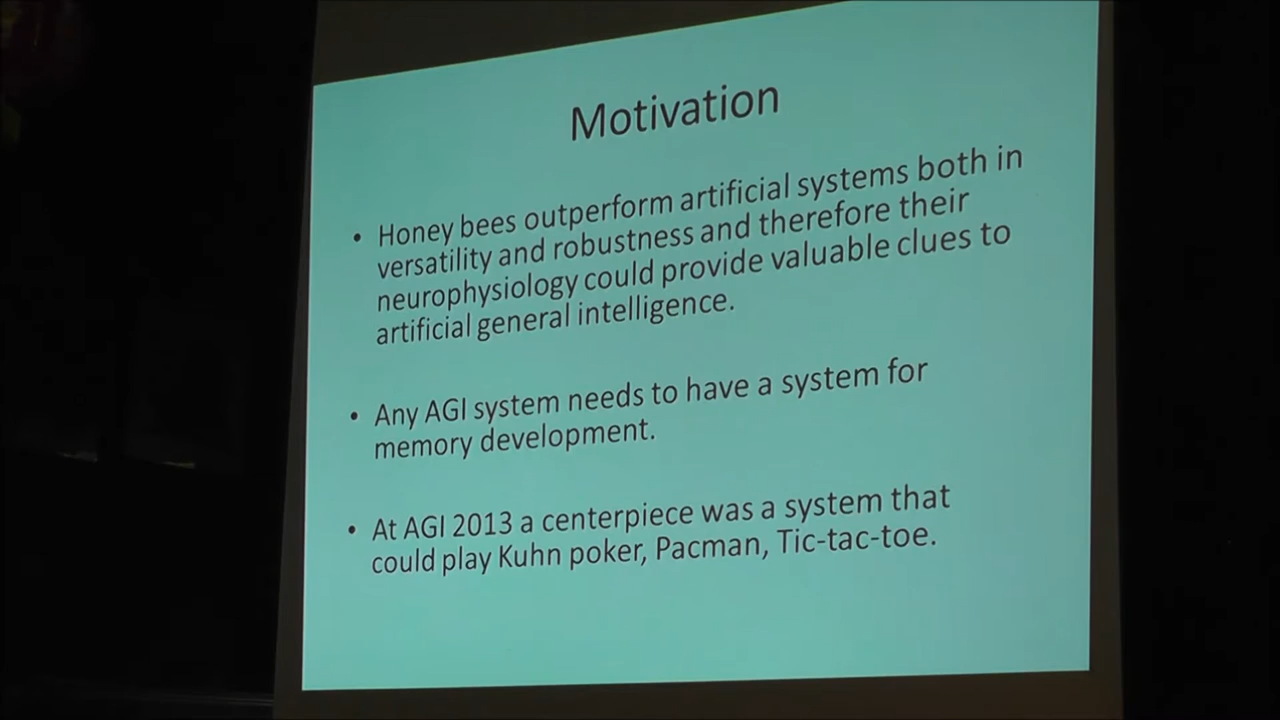 Motivation
• Honey bees outperform artificial systems both in
versatility and robustness and therefore their
neurophysiology could provide valuable clues to
artificial general intelligence.
• Any AGI system needs to have a system for
memory development.
• At AGI 2013 a centerpiece was a system that
could play Kuhn poker, Pacman, Tic-tac-toe.